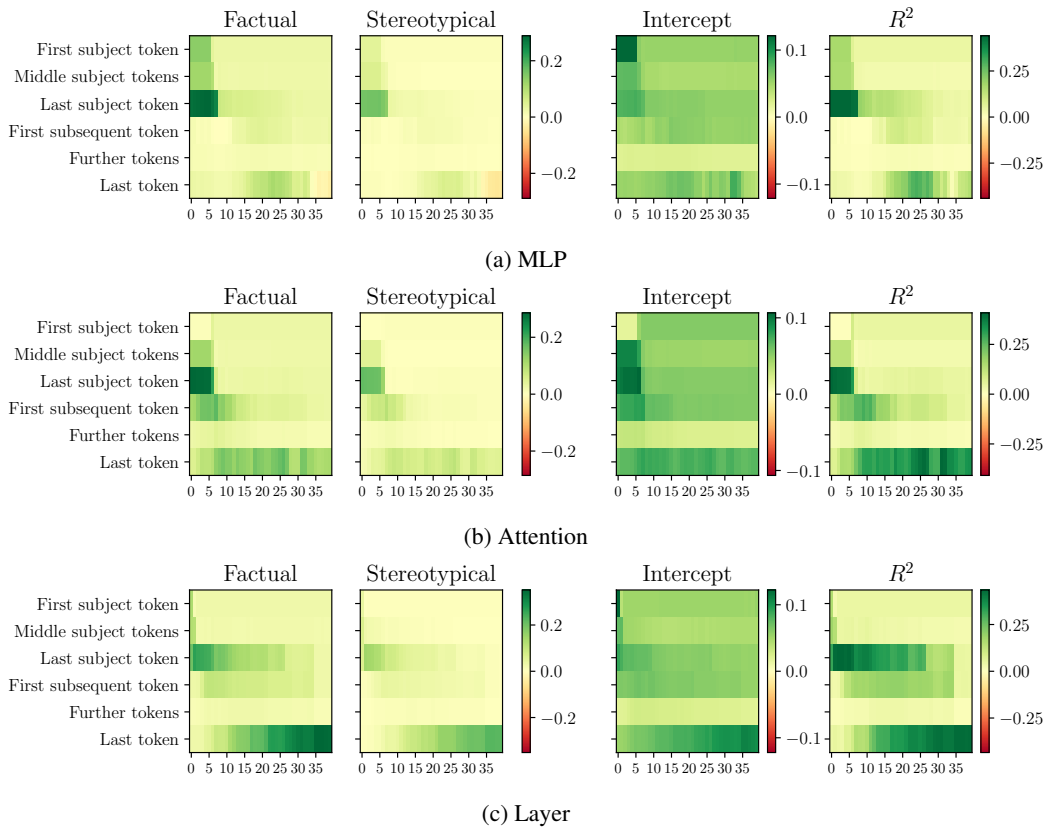 Factual Stereotypical Intercept R²
First subject token
Middle subject tokens
Last subject token
First subsequent token
Further tokens
Last token
0.2
0.0
−0.2
0.1
0.0
−0.1
0.25
0.00
−0.25
0 5 10 15 20 25 30 35 0 5 10 15 20 25 30 35 0 5 10 15 20 25 30 35 0 5 10 15 20 25 30 35
(a) MLP
Factual Stereotypical Intercept R²
First subject token
Middle subject tokens
Last subject token
First subsequent token
Further tokens
Last token
0.2
0.0
−0.2
0.1
0.0
−0.1
0.25
0.00
−0.25
0 5 10 15 20 25 30 35 0 5 10 15 20 25 30 35 0 5 10 15 20 25 30 35 0 5 10 15 20 25 30 35
(b) Attention
Factual Stereotypical Intercept R²
First subject token
Middle subject tokens
Last subject token
First subsequent token
Further tokens
Last token
0.2
0.0
−0.2
0.1
0.0
−0.1
0.25
0.00
−0.25
0 5 10 15 20 25 30 35 0 5 10 15 20 25 30 35 0 5 10 15 20 25 30 35 0 5 10 15 20 25 30 35
(c) Layer